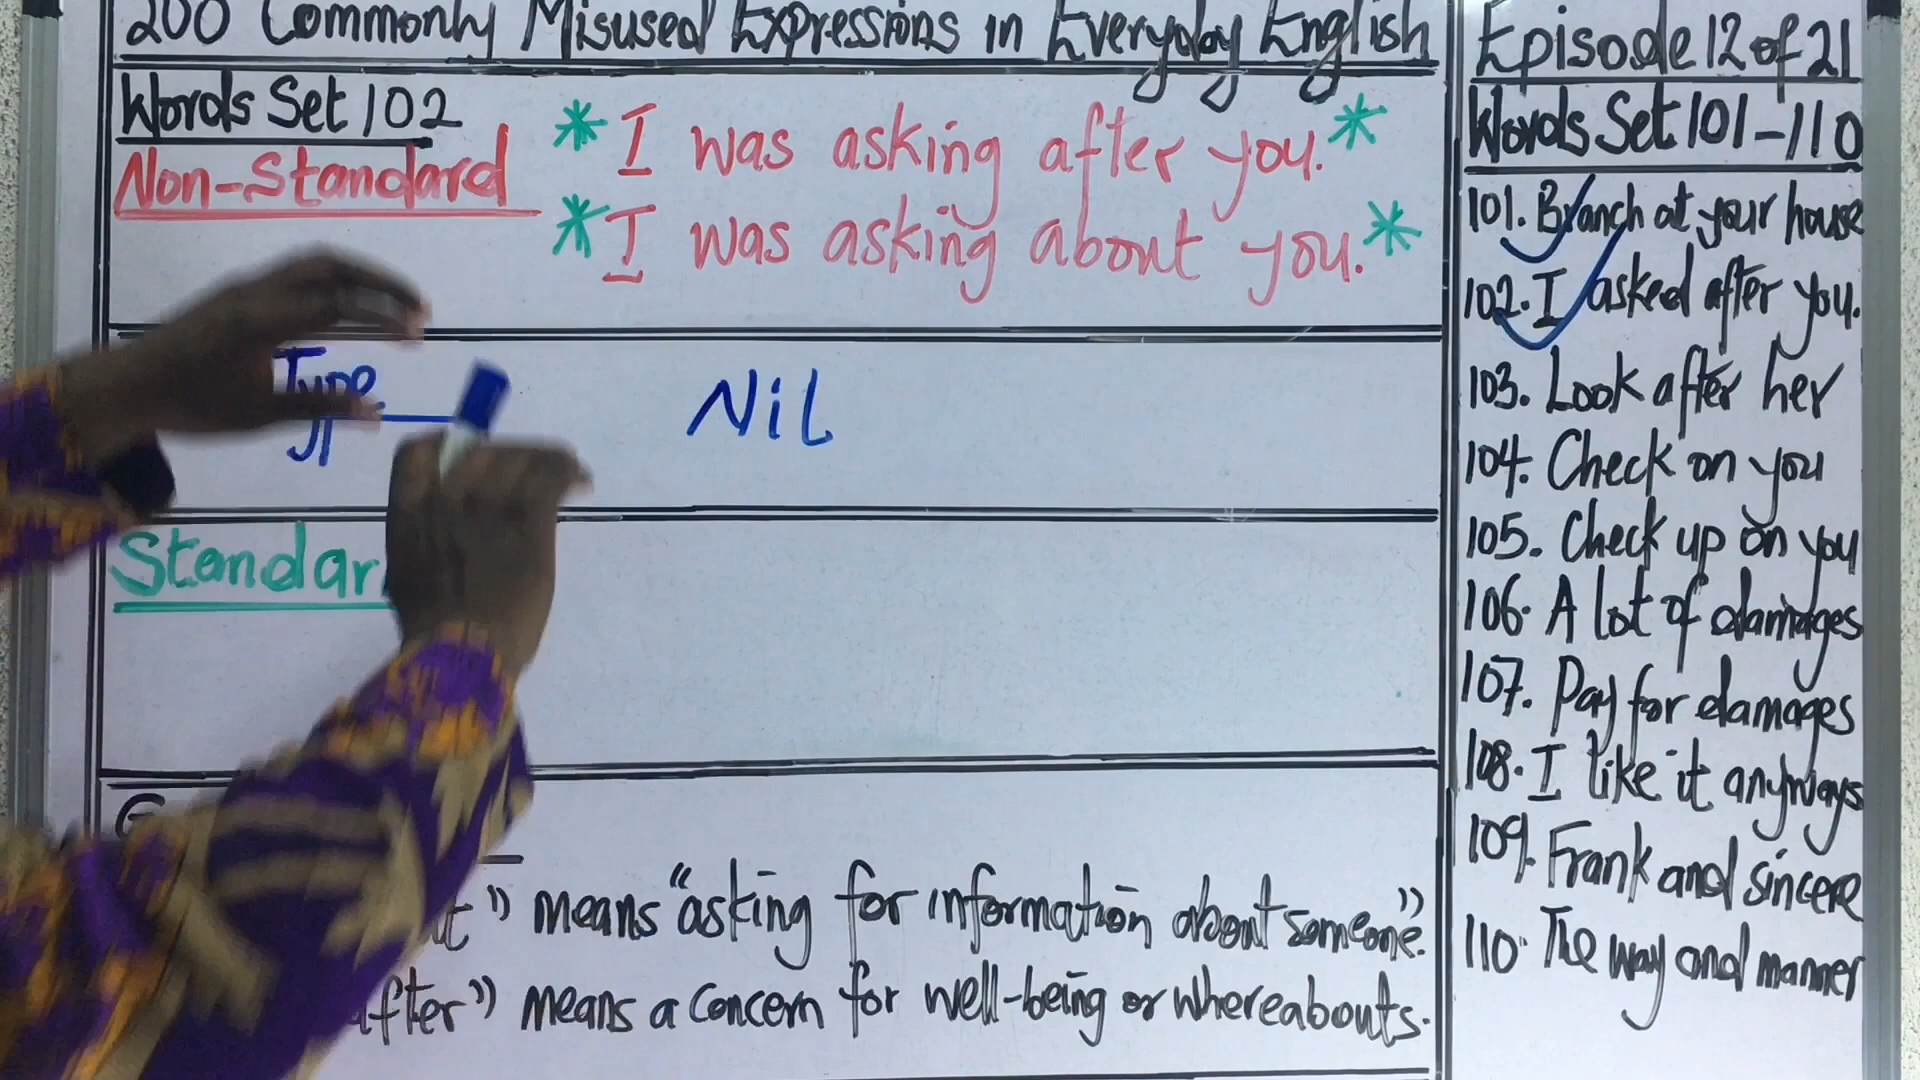 200 Commonly Misused Expressions in Everyday English
Words Set 102
Non-Standard
*I was asking after you.*
*I was asking about you.*
Type
Nil
Standar
means "asking for information about someone."
after" means a concern for well-being or whereabouts.
Episode 12 of 21
Words Set 101-110
101. Branch at your house
102. I asked after you.
103. Look after her
104. Check on you
105. Check up on you
106. A lot of damages
107. Pay for damages
108. I like it anyways
109. Frank and sincere
110. The way and manner